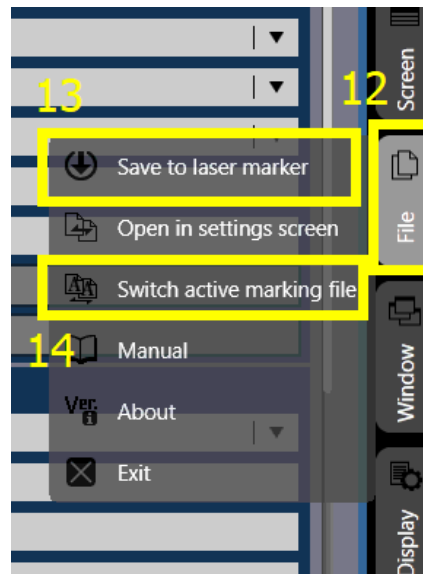 13
12
Screen
Save to laser marker
File
Open in settings screen
Switch active marking file
14
Manual
Window
Ver.
About
Exit
Display